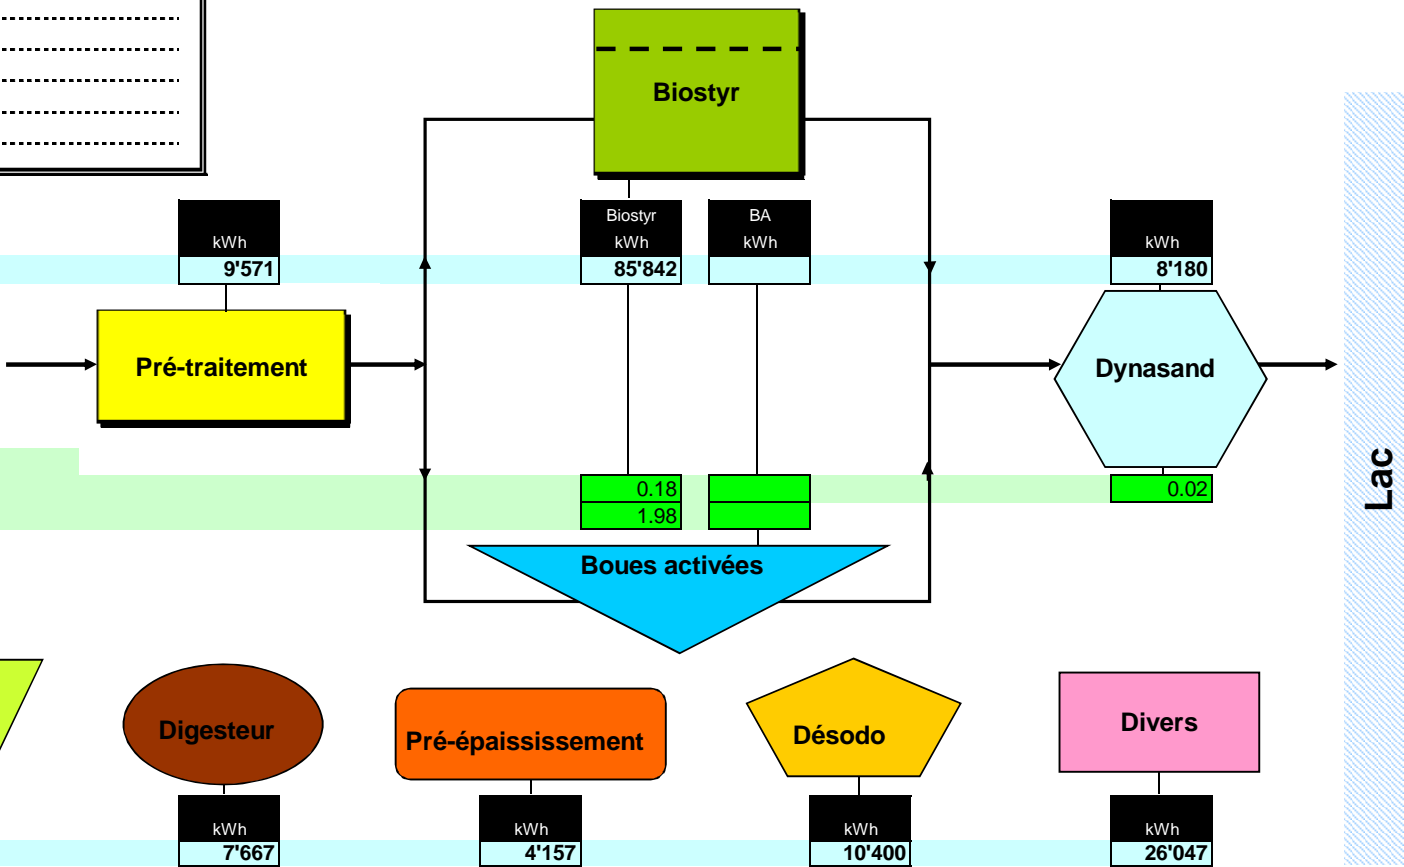 Biostyr
Biostyr
BA
kWh
kWh
kWh
kWh
9'571
85'842
8'180
Pré-traitement
Dynasand
Lac
0.18
0.02
1.98
Boues activées
Digesteur
Pré-épaississement
Désodo
Divers
kWh
kWh
kWh
kWh
7'667
4'157
10'400
26'047